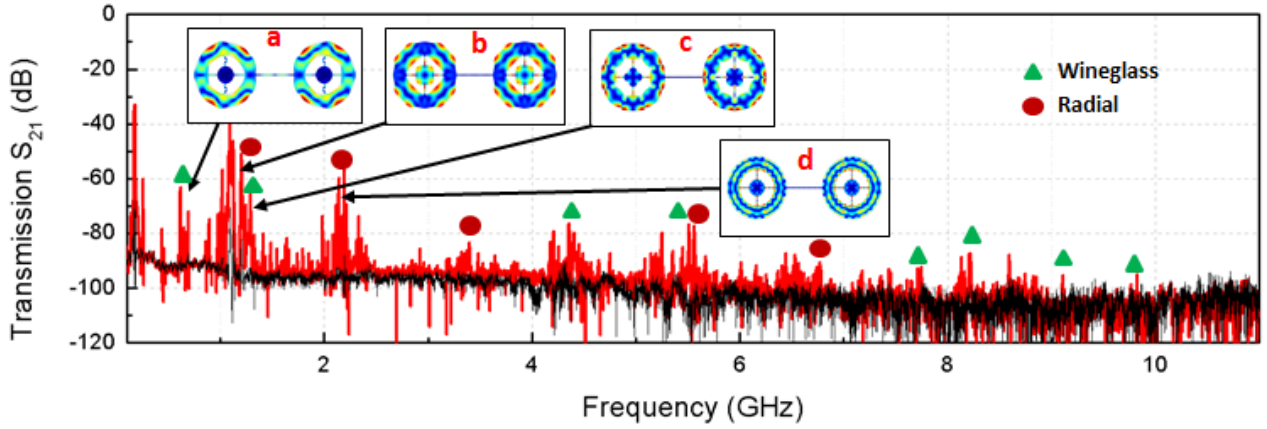 0
-20
-40
-60
-80
-100
-120
Transmission S21 (dB)
a
b
c
d
Wineglass
Radial
2
4
6
8
10
Frequency (GHz)